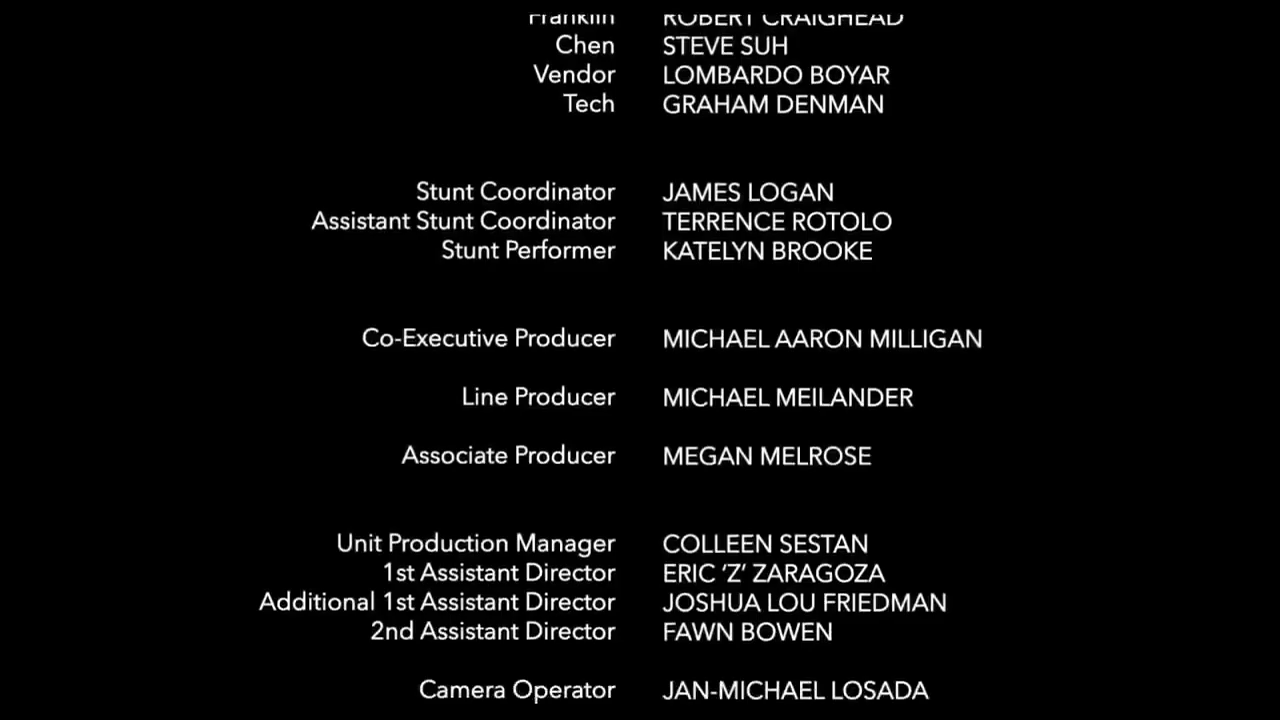 Franklin ROBERT CRAIGHEAD
Chen STEVE SUH
Vendor LOMBARDO BOYAR
Tech GRAHAM DENMAN
Stunt Coordinator JAMES LOGAN
Assistant Stunt Coordinator TERRENCE ROTOLO
Stunt Performer KATELYN BROOKE
Co-Executive Producer MICHAEL AARON MILLIGAN
Line Producer MICHAEL MEILANDER
Associate Producer MEGAN MELROSE
Unit Production Manager COLLEEN SESTAN
1st Assistant Director ERIC ‘Z’ ZARAGOZA
Additional 1st Assistant Director JOSHUA LOU FRIEDMAN
2nd Assistant Director FAWN BOWEN
Camera Operator JAN-MICHAEL LOSADA